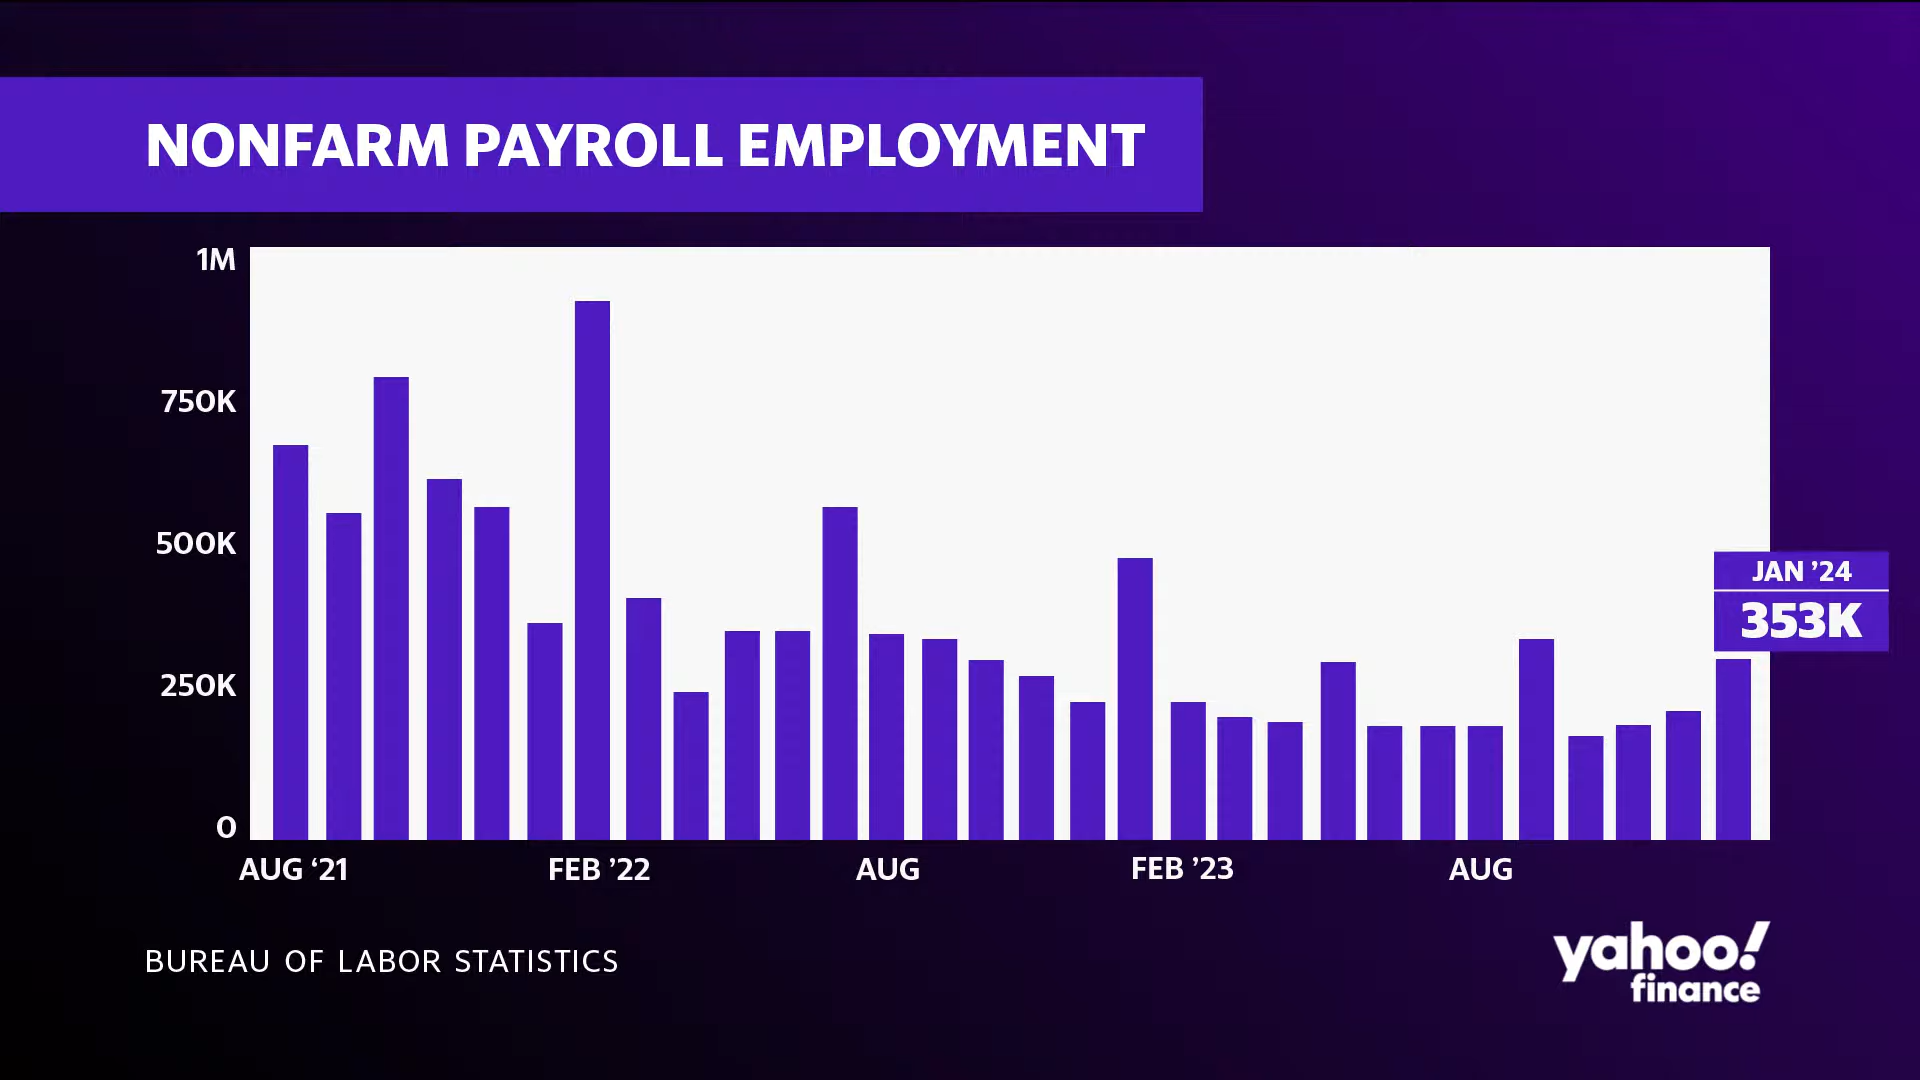 NONFARM PAYROLL EMPLOYMENT
1M
750K
500K
250K
0
JAN ’24
353K
AUG ‘21
FEB ’22
AUG
FEB ’23
AUG
BUREAU OF LABOR STATISTICS
yahoo!
finance